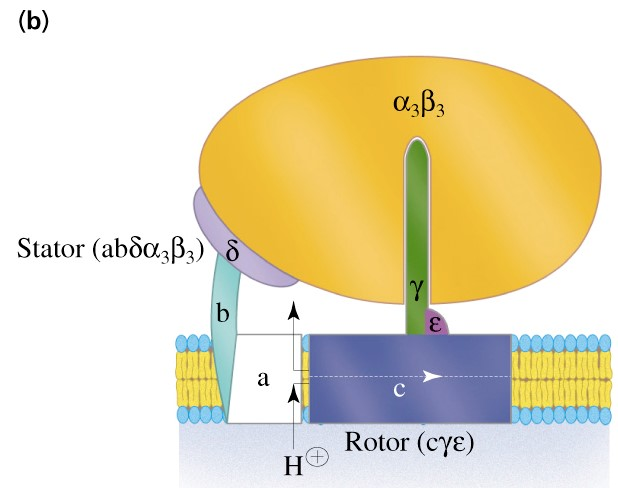 (b)
α₃β₃
Stator (abδα₃β₃)
δ
γ
b
ε
a
c
Rotor (cγε)
H⊕